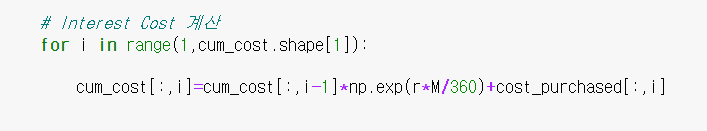 # Interest Cost 계산
for i in range(1,cum_cost.shape[1]):
cum_cost[:,i]=cum_cost[:,i-1]*np.exp(r*M/360)+cost_purchased[:,i]